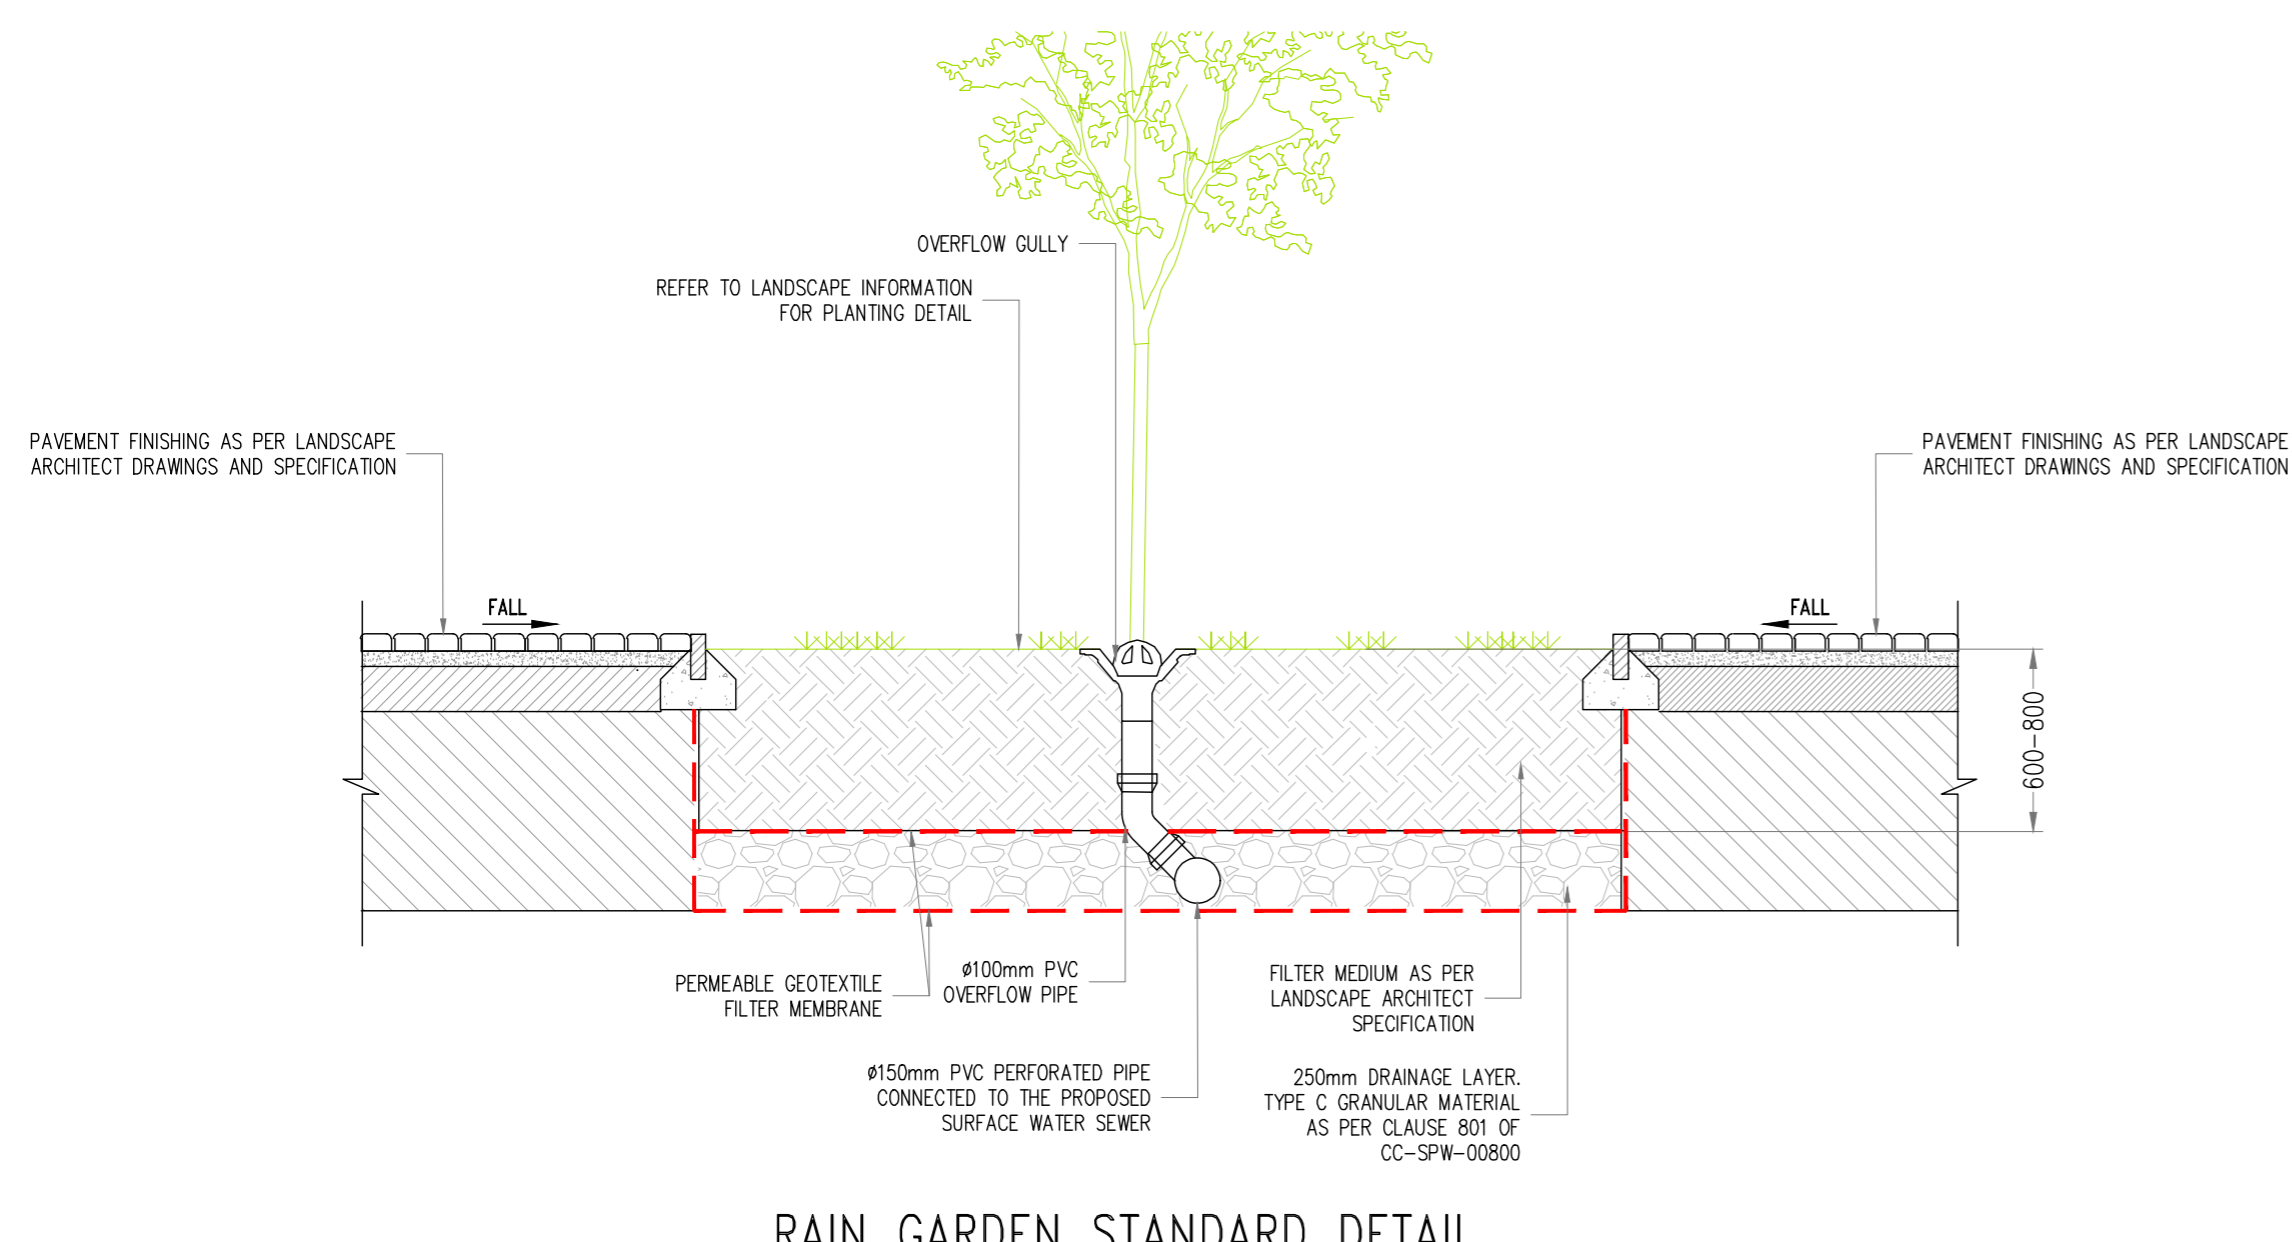 OVERFLOW GULLY
REFER TO LANDSCAPE INFORMATION
FOR PLANTING DETAIL
PAVEMENT FINISHING AS PER LANDSCAPE
ARCHITECT DRAWINGS AND SPECIFICATION
PAVEMENT FINISHING AS PER LANDSCAPE
ARCHITECT DRAWINGS AND SPECIFICATION
FALL
FALL
600-800
PERMEABLE GEOTEXTILE
FILTER MEMBRANE
ø100mm PVC
OVERFLOW PIPE
FILTER MEDIUM AS PER
LANDSCAPE ARCHITECT
SPECIFICATION
ø150mm PVC PERFORATED PIPE
CONNECTED TO THE PROPOSED
SURFACE WATER SEWER
250mm DRAINAGE LAYER.
TYPE C GRANULAR MATERIAL
AS PER CLAUSE 801 OF
CC-SPW-00800
RAIN GARDEN STANDARD DETAIL